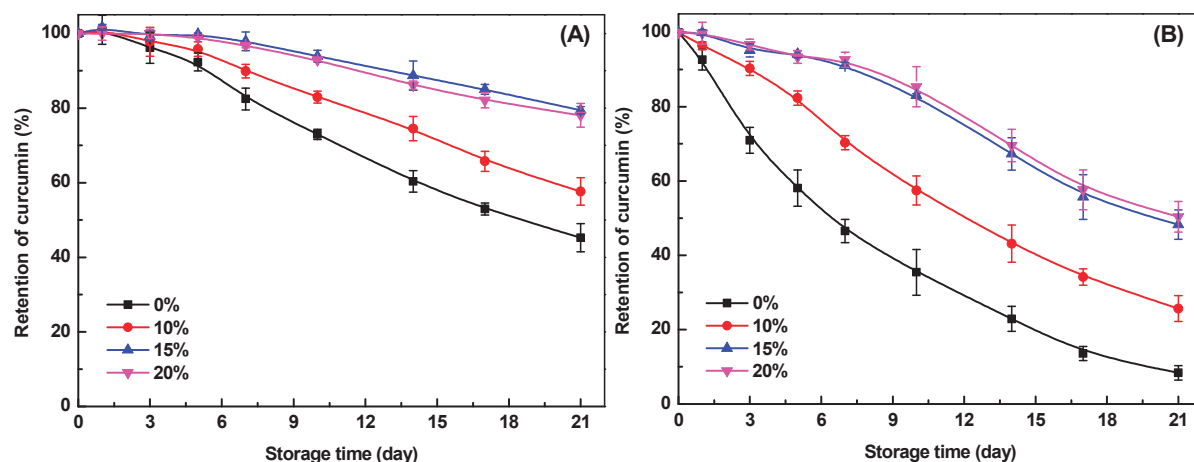 (A)
Retention of curcumin (%)
100
80
60
40
20
0
0%
10%
15%
20%
0 3 6 9 12 15 18 21
Storage time (day)
(B)
Retention of curcumin (%)
100
80
60
40
20
0
0%
10%
15%
20%
0 3 6 9 12 15 18 21
Storage time (day)